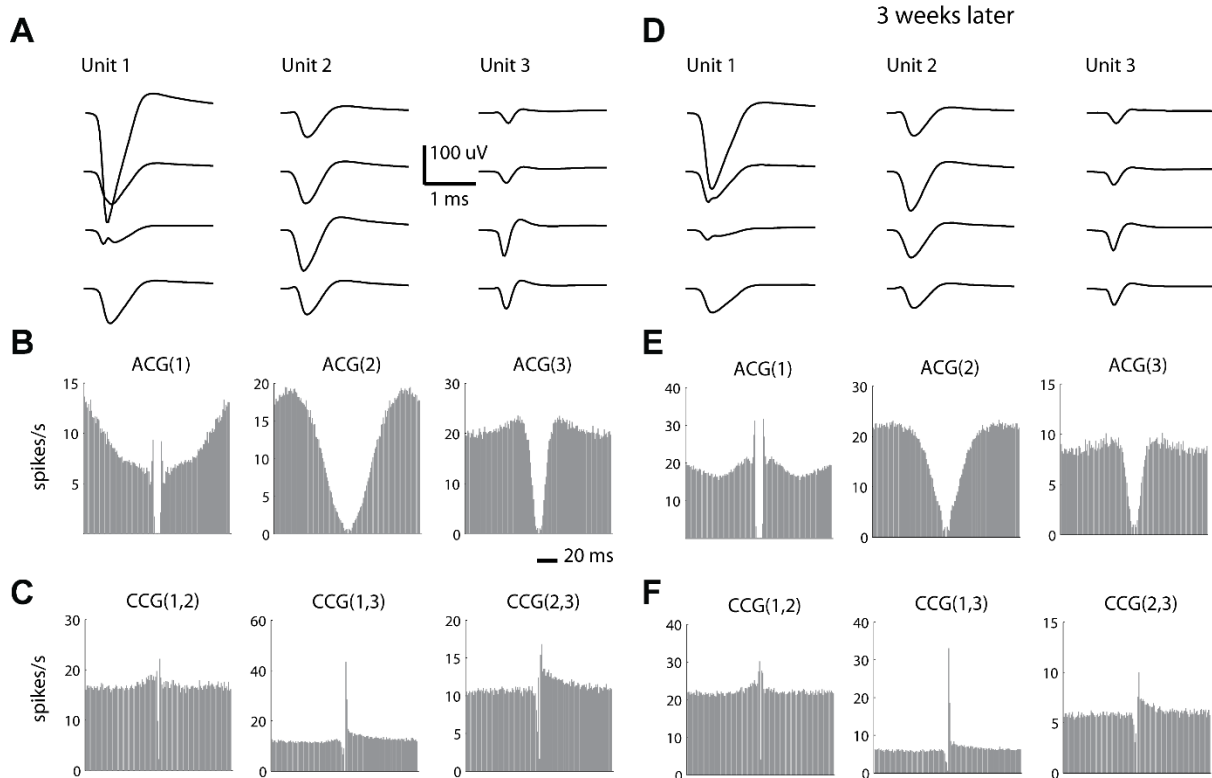 3 weeks later
A
Unit 1 Unit 2 Unit 3
100 uV
1 ms
D
Unit 1 Unit 2 Unit 3
B
ACG(1) ACG(2) ACG(3)
spikes/s
15
10
5
20
15
10
5
0
30
20
10
0
20 ms
E
ACG(1) ACG(2) ACG(3)
40
30
20
10
30
20
10
0
15
10
5
0
C
CCG(1,2) CCG(1,3) CCG(2,3)
spikes/s
30
20
10
0
60
40
20
0
20
15
10
5
0
F
CCG(1,2) CCG(1,3) CCG(2,3)
40
30
20
10
0
40
30
20
10
0
15
10
5
0